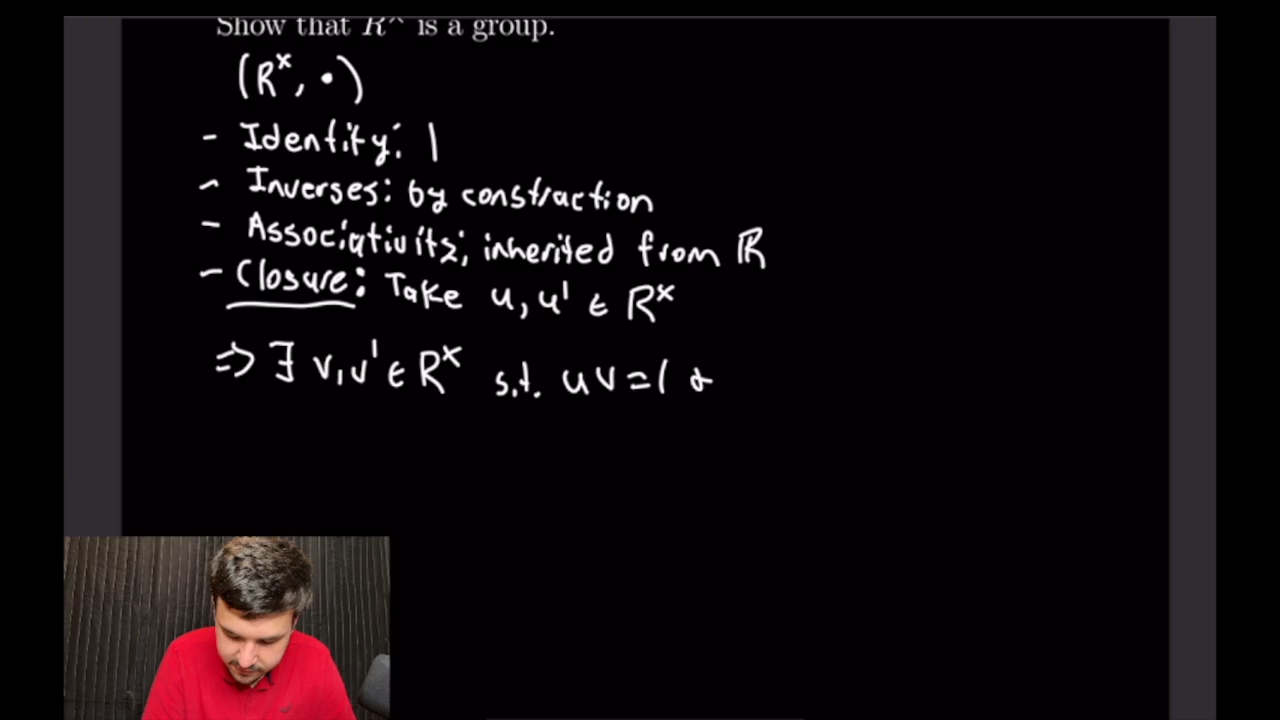 Show that R^× is a group.
(R^×, •)
- Identity: 1
- Inverses: by construction
- Associativity: inherited from ℝ
- Closure: Take u, u' ∈ R^×
⇒ ∃ v, v' ∈ R^× s.t. uv = 1 &